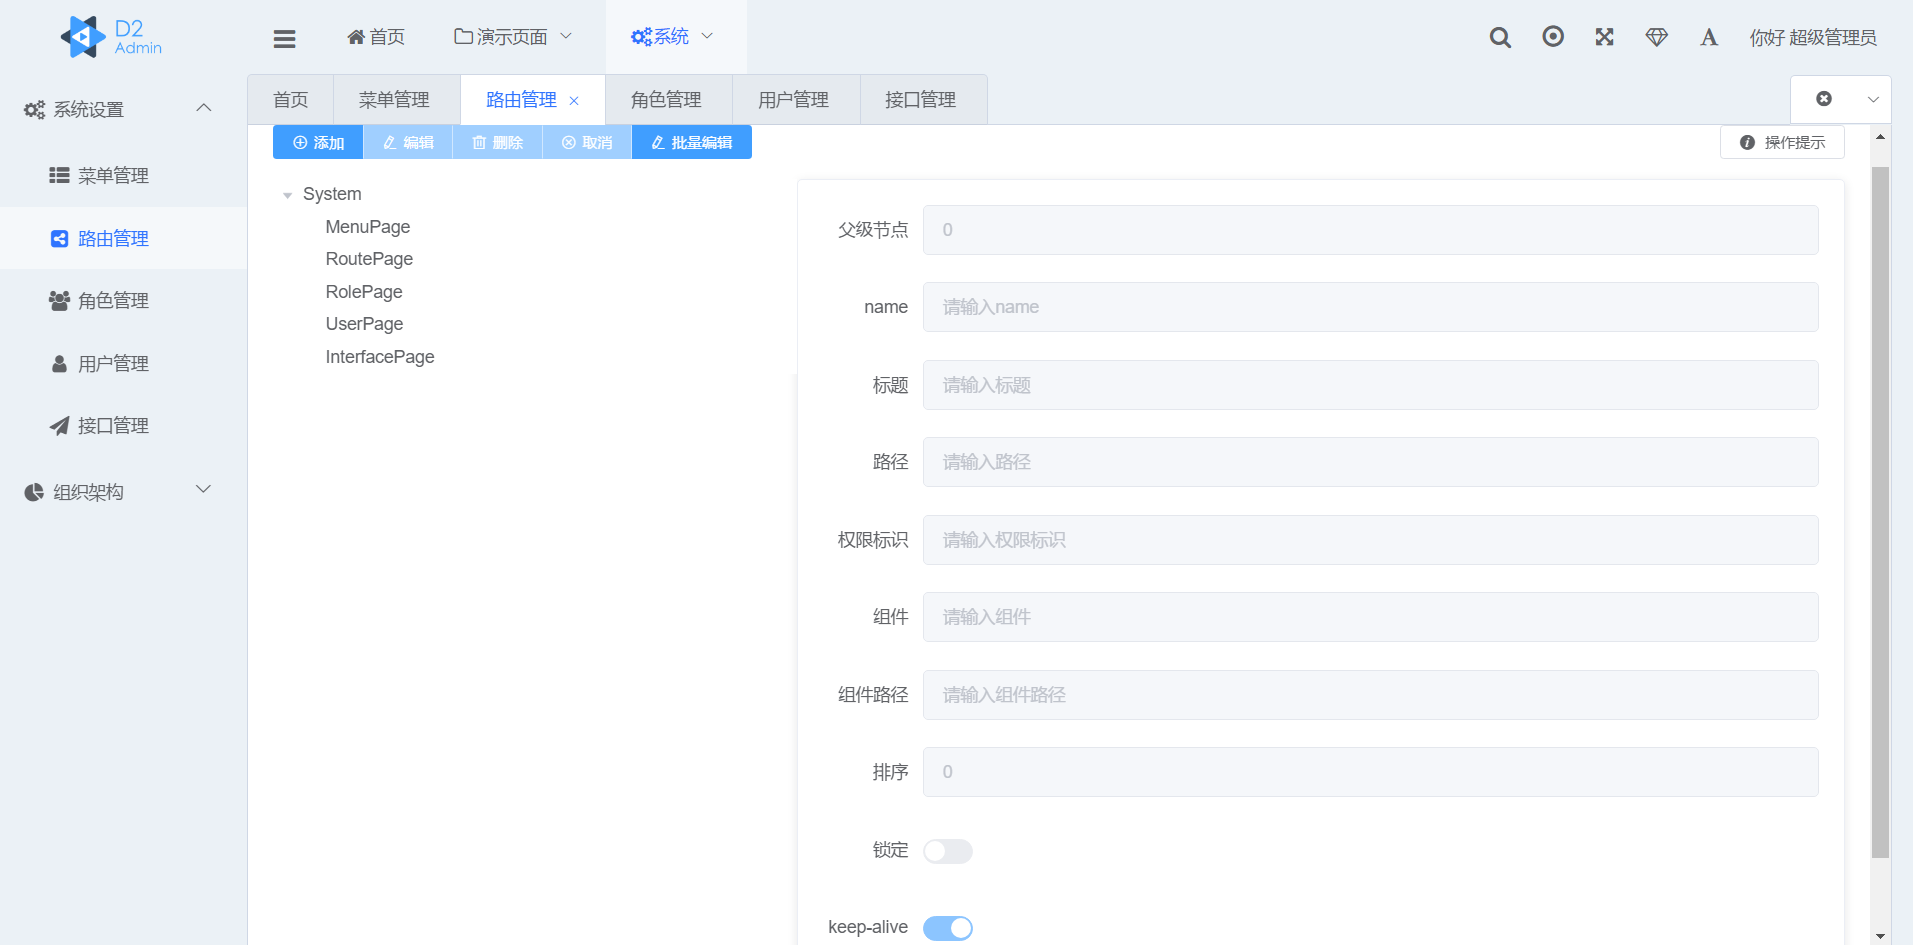 D2
Admin
首页
演示页面
系统
你好 超级管理员
系统设置
菜单管理
路由管理
角色管理
用户管理
接口管理
组织架构
首页
菜单管理
路由管理
角色管理
用户管理
接口管理
添加
编辑
删除
取消
批量编辑
操作提示
System
MenuPage
RoutePage
RolePage
UserPage
InterfacePage
父级节点 0
name 请输入name
标题 请输入标题
路径 请输入路径
权限标识 请输入权限标识
组件 请输入组件
组件路径 请输入组件路径
排序 0
锁定
keep-alive